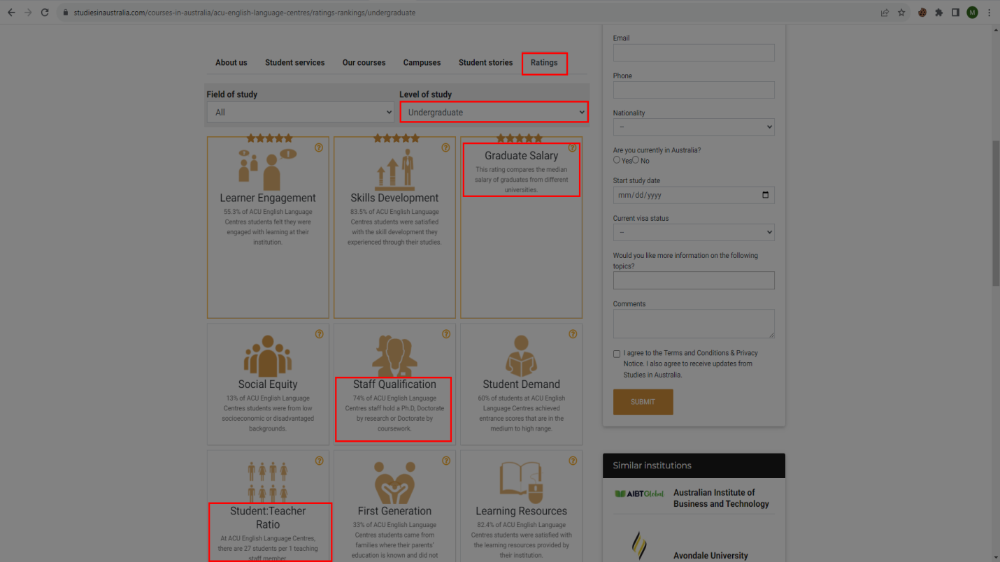 studiesinaustralia.com/courses-in-australia/acu-english-language-centres/ratings-rankings/undergraduate
M
About us Student services Our courses Campuses Student stories Ratings
Field of study Level of study
All Undergraduate
Learner Engagement
55.3% of ACU English Language
Centres students felt they were
engaged with learning at their
institution.
Skills Development
83.5% of ACU English Language
Centres students were satisfied
with the skill development they
experienced through their studies.
Graduate Salary
This rating compares the median
salary of graduates from different
universities.
Social Equity
13% of ACU English Language
Centres students were from low
socioeconomic or disadvantaged
backgrounds.
Staff Qualification
74% of ACU English Language
Centres staff hold a Ph.D, Doctorate
by research or Doctorate by
coursework.
Student Demand
60% of students at ACU English
Language Centres achieved
entrance scores that are in the
medium to high range.
Student:Teacher
Ratio
At ACU English Language Centres,
there are 27 students per 1 teaching
staff member
First Generation
33% of ACU English Language
Centres students came from
families where their parents'
education is known and did not
Learning Resources
82.4% of ACU English Language
Centres students were satisfied with
the learning resources provided by
their institution.
Email
Phone
Nationality
--
Are you currently in Australia?
Yes No
Start study date
mm/dd/yyyy
Current visa status
--
Would you like more information on the following
topics?
Comments
I agree to the Terms and Conditions & Privacy
Notice. I also agree to receive updates from
Studies in Australia.
SUBMIT
Similar institutions
AIBTGlobal
Australian Institute of
Business and Technology
Avondale University